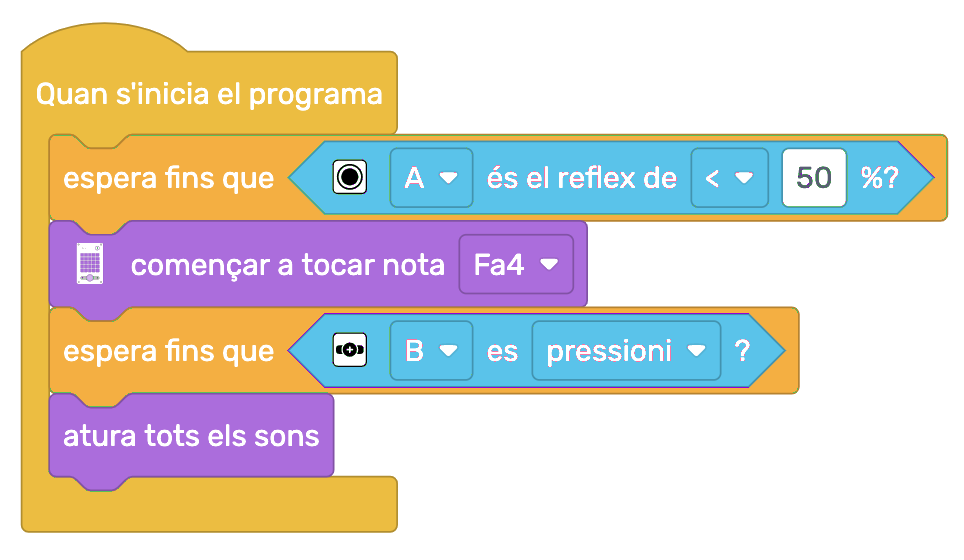 Quan s'inicia el programa
espera fins que A és el reflex de < 50 %?
començar a tocar nota Fa4
espera fins que B es pressioni ?
atura tots els sons